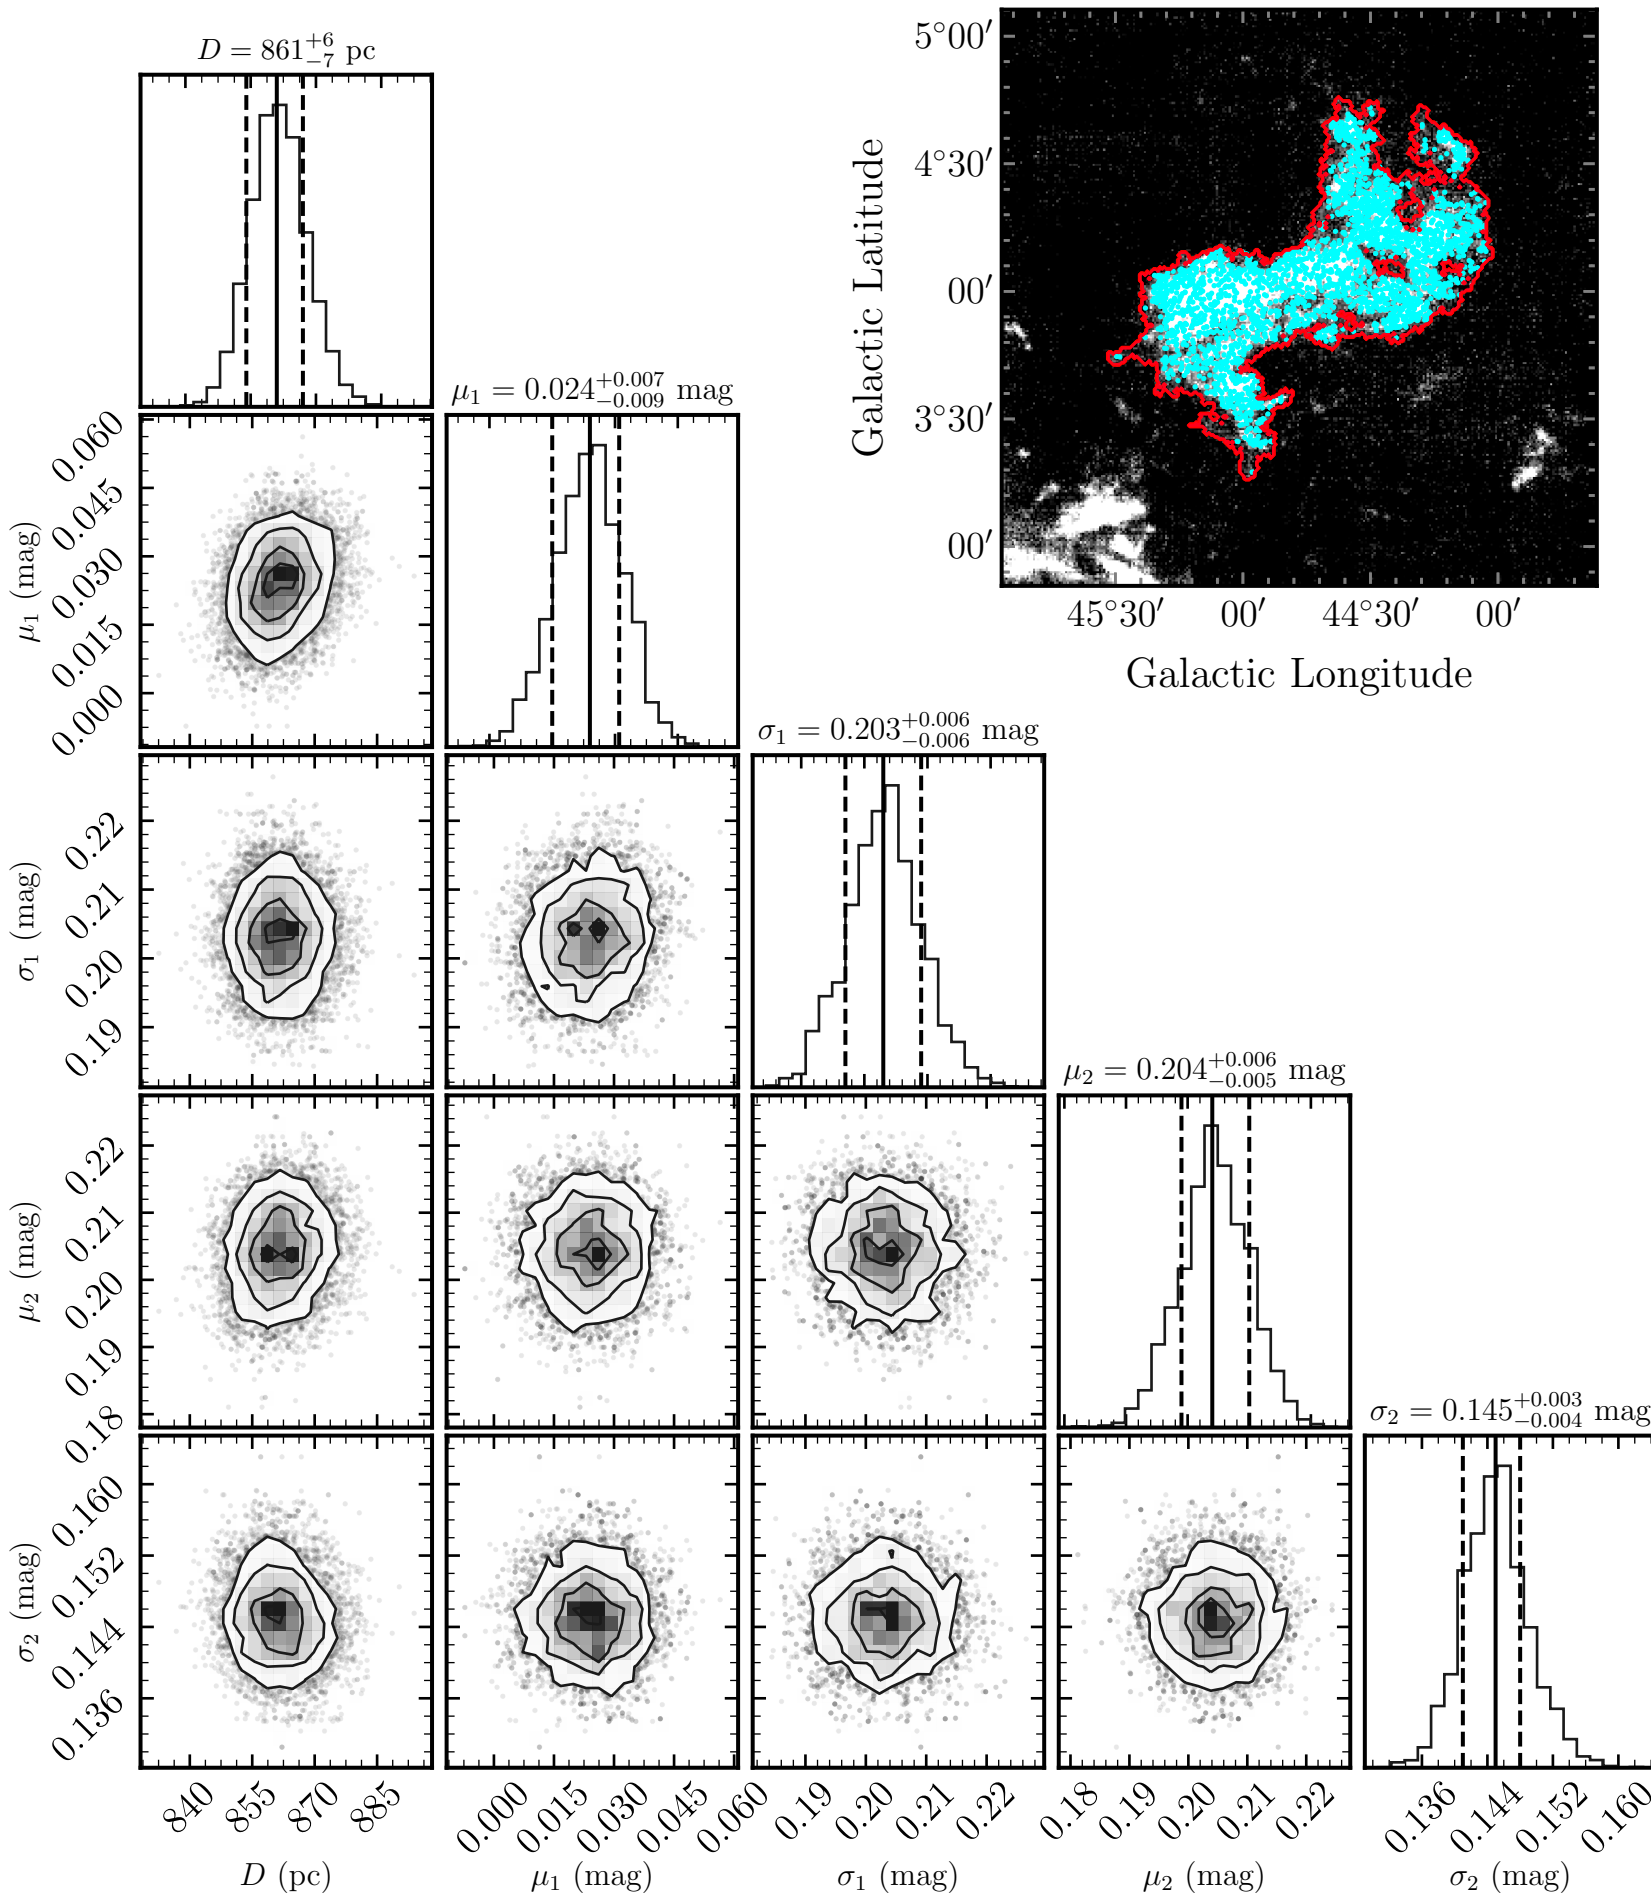 D = 861^{+6}_{-7} pc
5°00′
4°30′
00′
3°30′
00′
Galactic Latitude
45°30′ 00′ 44°30′ 00′
Galactic Longitude
μ₁ = 0.024^{+0.007}_{-0.009} mag
0.060
0.045
0.030
0.015
0.000
μ₁ (mag)
σ₁ = 0.203^{+0.006}_{-0.006} mag
0.22
0.21
0.20
0.19
σ₁ (mag)
μ₂ = 0.204^{+0.006}_{-0.005} mag
0.22
0.21
0.20
0.19
0.18
μ₂ (mag)
σ₂ = 0.145^{+0.003}_{-0.004} mag
0.160
0.152
0.144
0.136
σ₂ (mag)
840 855 870 885
0.000 0.015 0.030 0.045 0.060
0.19 0.20 0.21 0.22
0.18 0.19 0.20 0.21 0.22
0.136 0.144 0.152 0.160
D (pc)
μ₁ (mag)
σ₁ (mag)
μ₂ (mag)
σ₂ (mag)